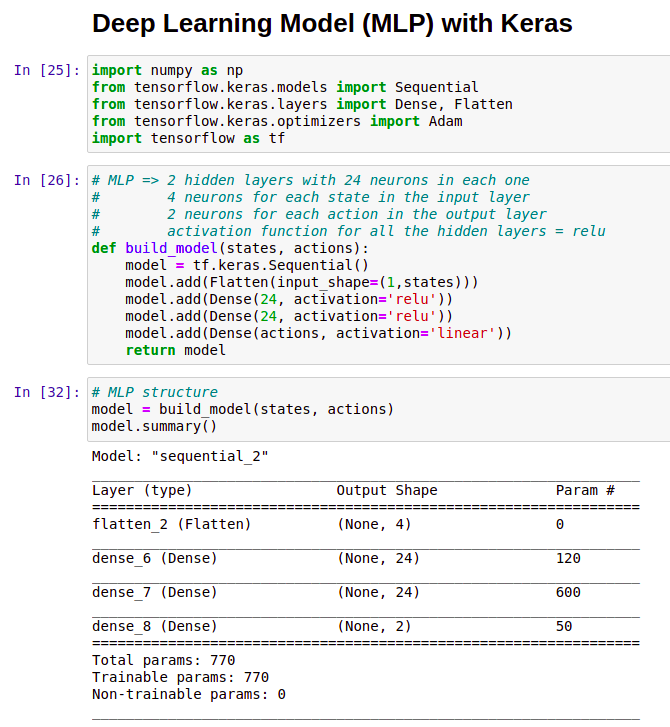 Deep Learning Model (MLP) with Keras
In [25]: import numpy as np
from tensorflow.keras.models import Sequential
from tensorflow.keras.layers import Dense, Flatten
from tensorflow.keras.optimizers import Adam
import tensorflow as tf
In [26]: # MLP => 2 hidden layers with 24 neurons in each one
#        4 neurons for each state in the input layer
#        2 neurons for each action in the output layer
#        activation function for all the hidden layers = relu
def build_model(states, actions):
    model = tf.keras.Sequential()
    model.add(Flatten(input_shape=(1,states)))
    model.add(Dense(24, activation='relu'))
    model.add(Dense(24, activation='relu'))
    model.add(Dense(actions, activation='linear'))
    return model
In [32]: # MLP structure
model = build_model(states, actions)
model.summary()
Model: "sequential_2"
_________________________________________________________________
Layer (type)                 Output Shape              Param #
=================================================================
flatten_2 (Flatten)          (None, 4)                 0
_________________________________________________________________
dense_6 (Dense)              (None, 24)                120
_________________________________________________________________
dense_7 (Dense)              (None, 24)                600
_________________________________________________________________
dense_8 (Dense)              (None, 2)                 50
=================================================================
Total params: 770
Trainable params: 770
Non-trainable params: 0
_________________________________________________________________